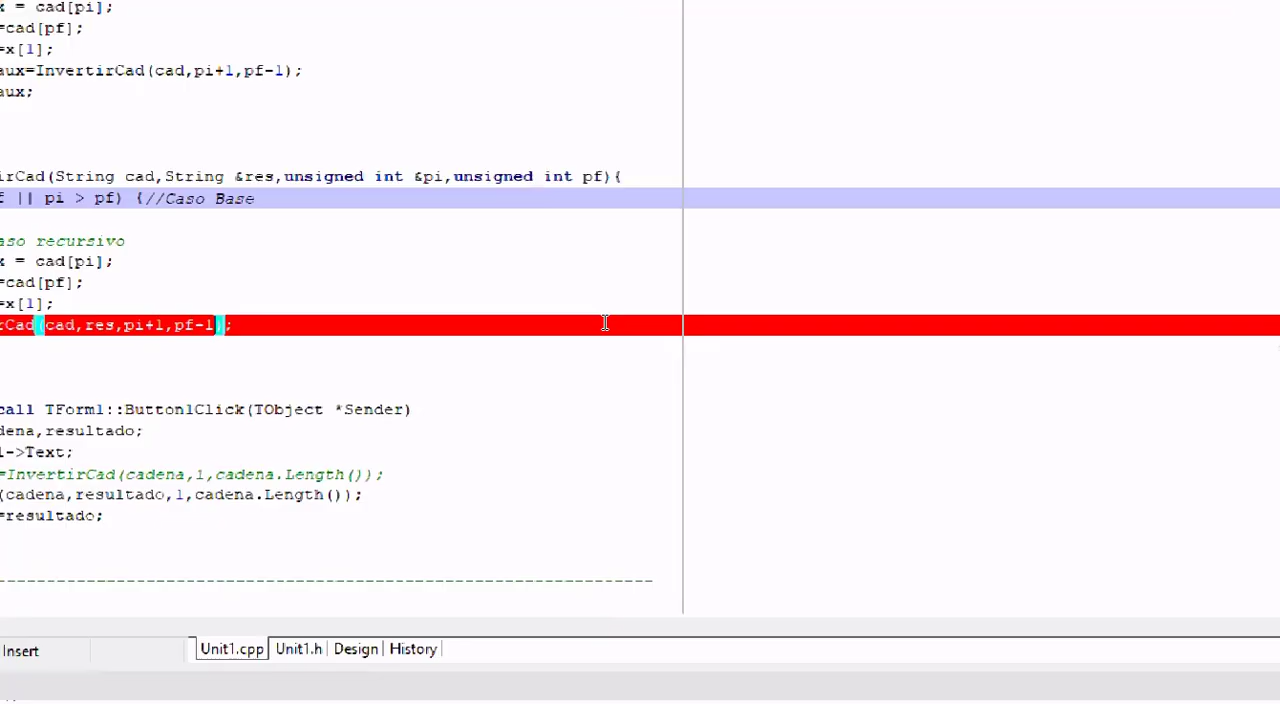 x = cad[pi];
=cad[pf];
=x[1];
aux=InvertirCad(cad,pi+1,pf-1);
aux;
irCad(String cad,String &res,unsigned int &pi,unsigned int pf){
f || pi > pf) {//Caso Base
aso recursivo
x = cad[pi];
=cad[pf];
=x[1];
rCad(cad,res,pi+1,pf-1);
call TForm1::Button1Click(TObject *Sender)
dena,resultado;
1->Text;
=InvertirCad(cadena,1,cadena.Length());
(cadena,resultado,1,cadena.Length());
=resultado;
Insert
Unit1.cpp Unit1.h Design History